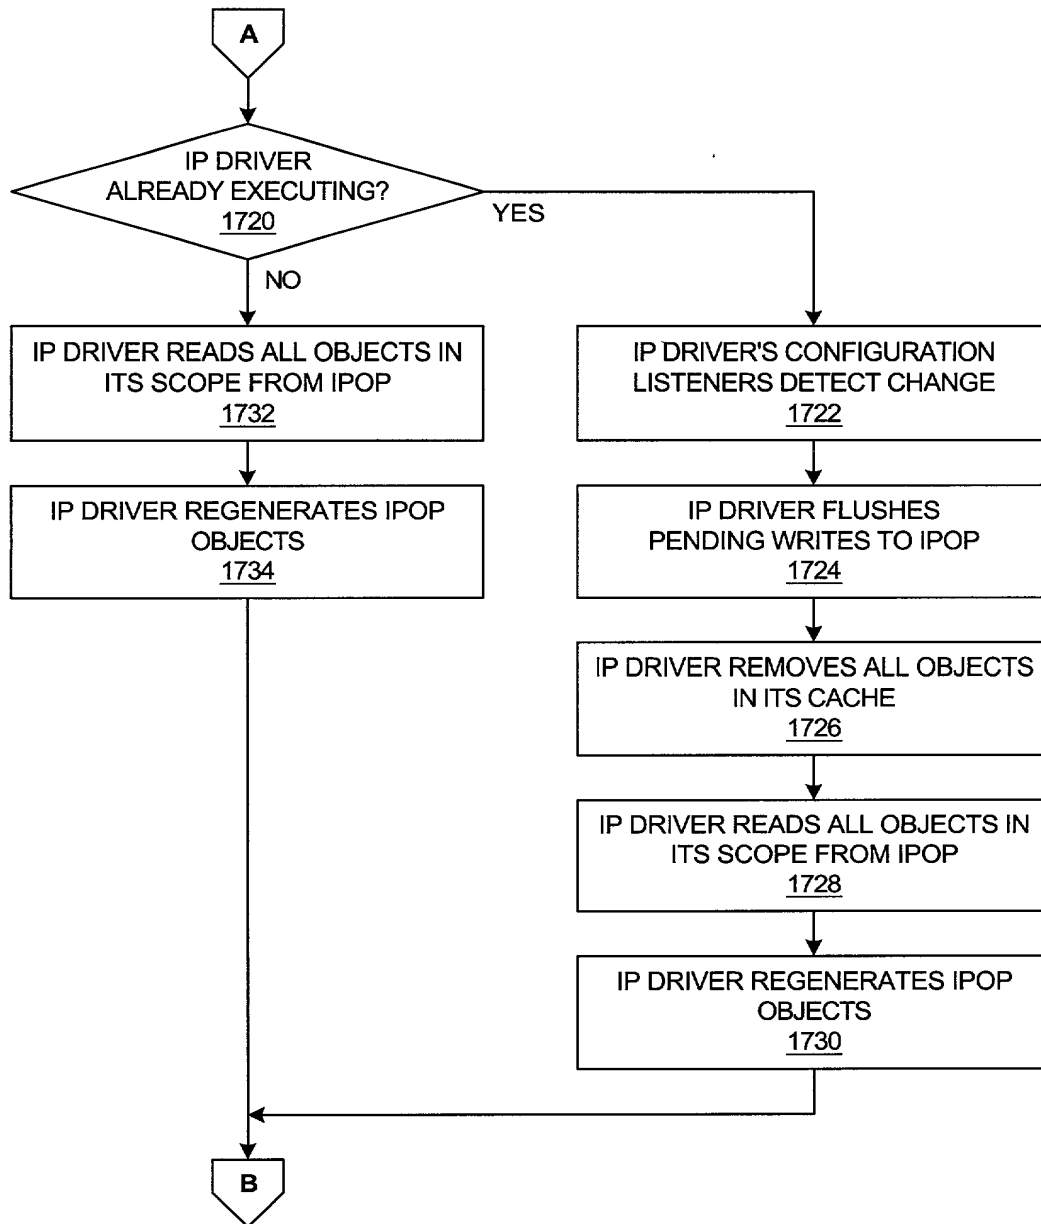 A
IP DRIVER
ALREADY EXECUTING?
1720
YES
NO
IP DRIVER READS ALL OBJECTS IN
ITS SCOPE FROM IPOP
1732
IP DRIVER REGENERATES IPOP
OBJECTS
1734
IP DRIVER'S CONFIGURATION
LISTENERS DETECT CHANGE
1722
IP DRIVER FLUSHES
PENDING WRITES TO IPOP
1724
IP DRIVER REMOVES ALL OBJECTS
IN ITS CACHE
1726
IP DRIVER READS ALL OBJECTS IN
ITS SCOPE FROM IPOP
1728
IP DRIVER REGENERATES IPOP
OBJECTS
1730
B